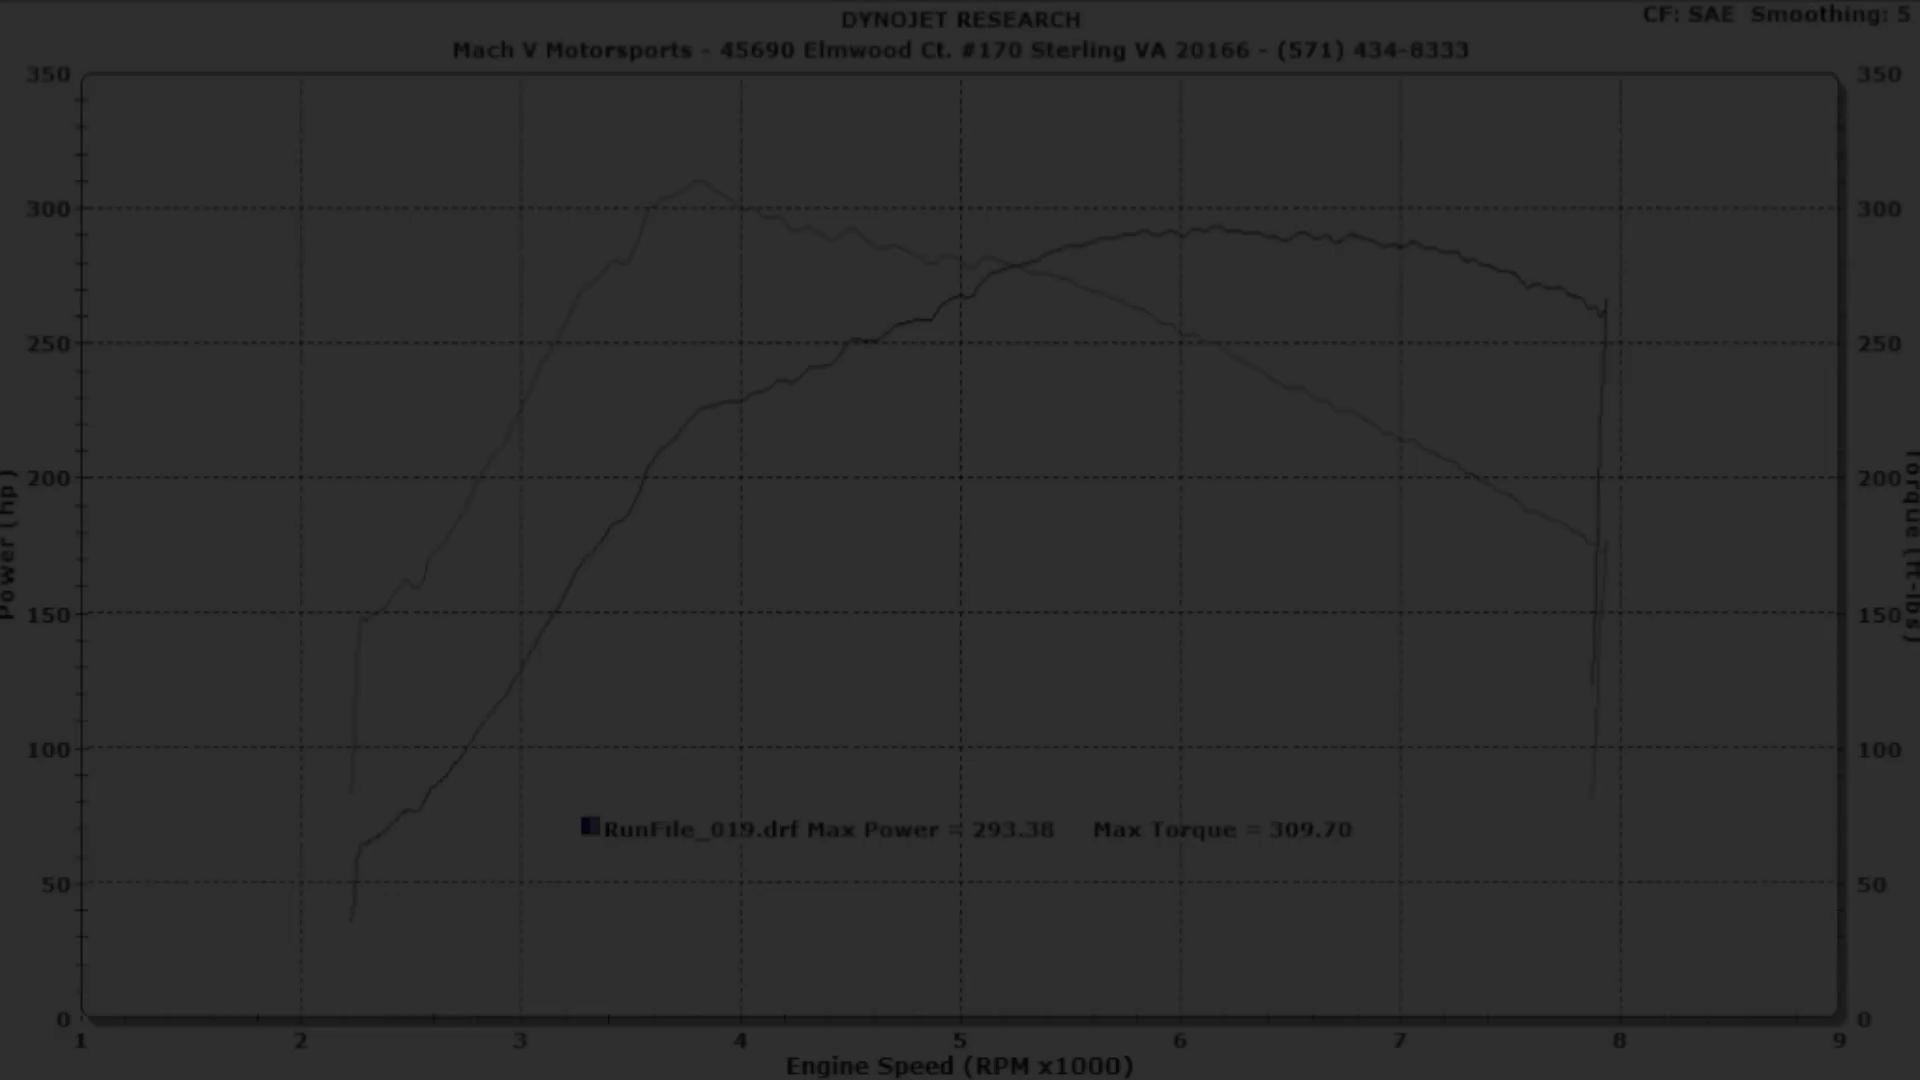 CF: SAE Smoothing: 5
DYNOJET RESEARCH
Mach V Motorsports - 45690 Elmwood Ct. #170 Sterling VA 20166 - (571) 434-8333
350 350
300 300
250 250
200 200
150 150
100 100
50 50
0 0
Power (hp)
Torque (ft-lbs)
RunFile_019.drf Max Power = 293.38 Max Torque = 309.70
1 2 3 4 5 6 7 8 9
Engine Speed (RPM x1000)